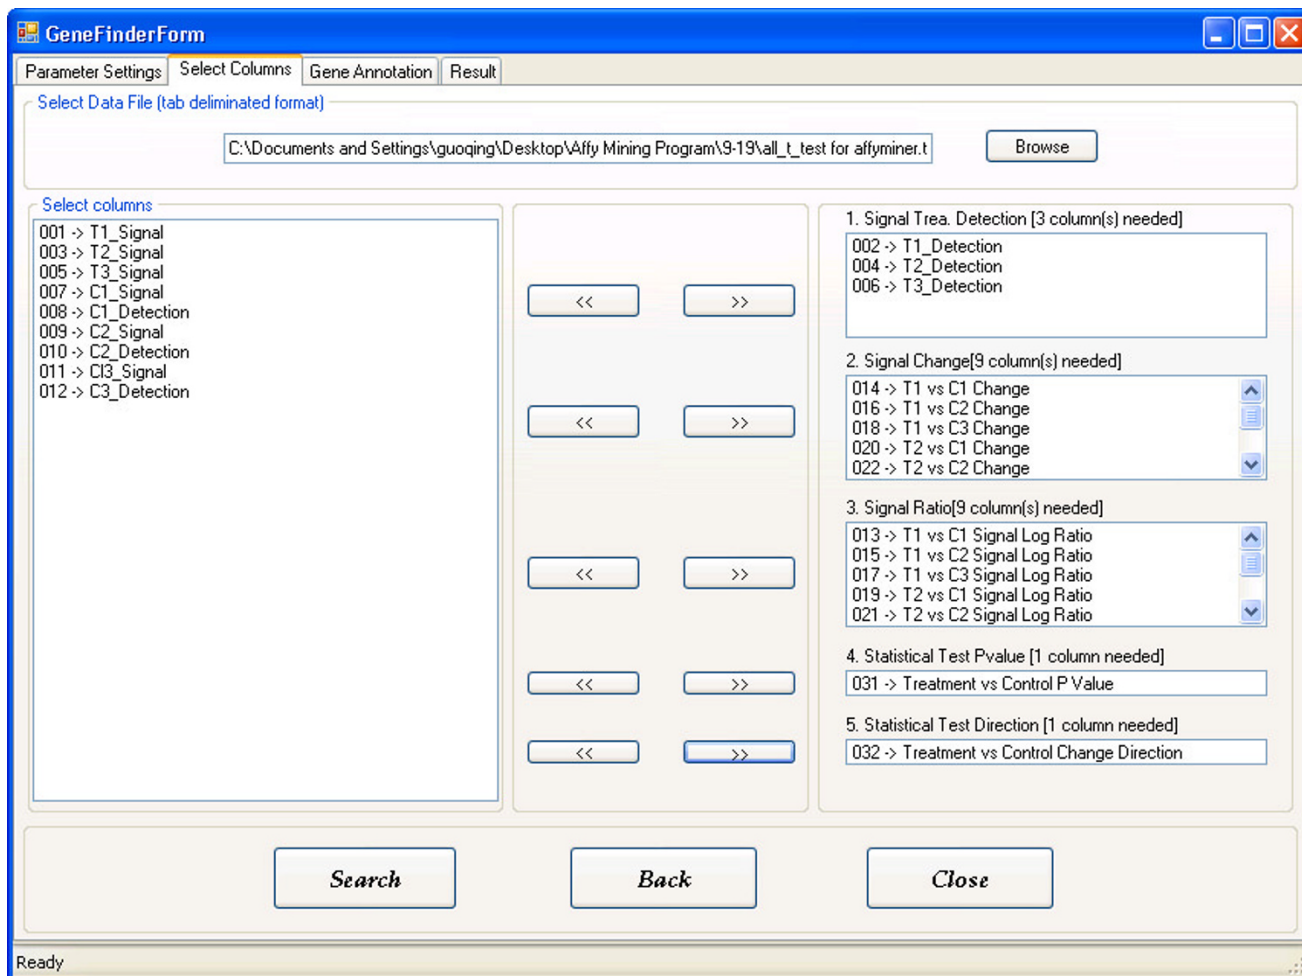 GeneFinderForm
Parameter Settings Select Columns Gene Annotation Result
Select Data File (tab deliminated format)
C:\Documents and Settings\guoqing\Desktop\Affy Mining Program\9-19\all_t_test for affyminer.t
Browse
Select columns
001 -> T1_Signal
003 -> T2_Signal
005 -> T3_Signal
007 -> C1_Signal
008 -> C1_Detection
009 -> C2_Signal
010 -> C2_Detection
011 -> Cl3_Signal
012 -> C3_Detection
<< >>
<< >>
<< >>
<< >>
<< >>
1. Signal Trea. Detection [3 column(s) needed]
002 -> T1_Detection
004 -> T2_Detection
006 -> T3_Detection
2. Signal Change[9 column(s) needed]
014 -> T1 vs C1 Change
016 -> T1 vs C2 Change
018 -> T1 vs C3 Change
020 -> T2 vs C1 Change
022 -> T2 vs C2 Change
3. Signal Ratio[9 column(s) needed]
013 -> T1 vs C1 Signal Log Ratio
015 -> T1 vs C2 Signal Log Ratio
017 -> T1 vs C3 Signal Log Ratio
019 -> T2 vs C1 Signal Log Ratio
021 -> T2 vs C2 Signal Log Ratio
4. Statistical Test Pvalue [1 column needed]
031 -> Treatment vs Control P Value
5. Statistical Test Direction [1 column needed]
032 -> Treatment vs Control Change Direction
Search Back Close
Ready